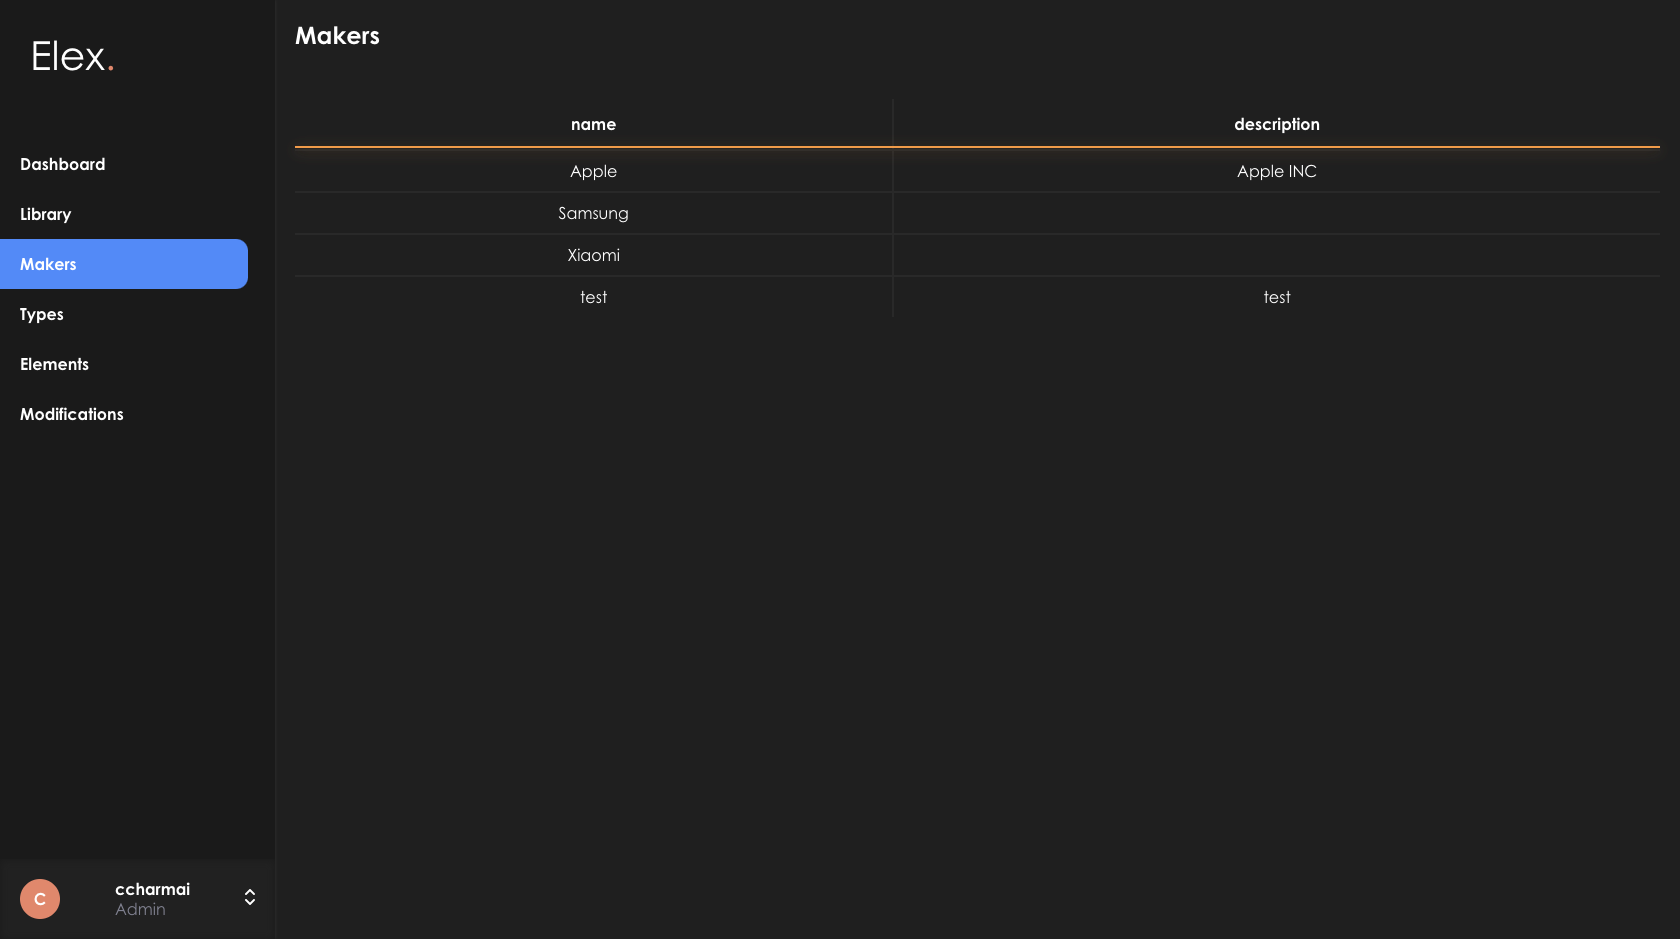 Elex.
Dashboard
Library
Makers
Types
Elements
Modifications
C
ccharmai
Admin
Makers
name description
Apple Apple INC
Samsung
Xiaomi
test test